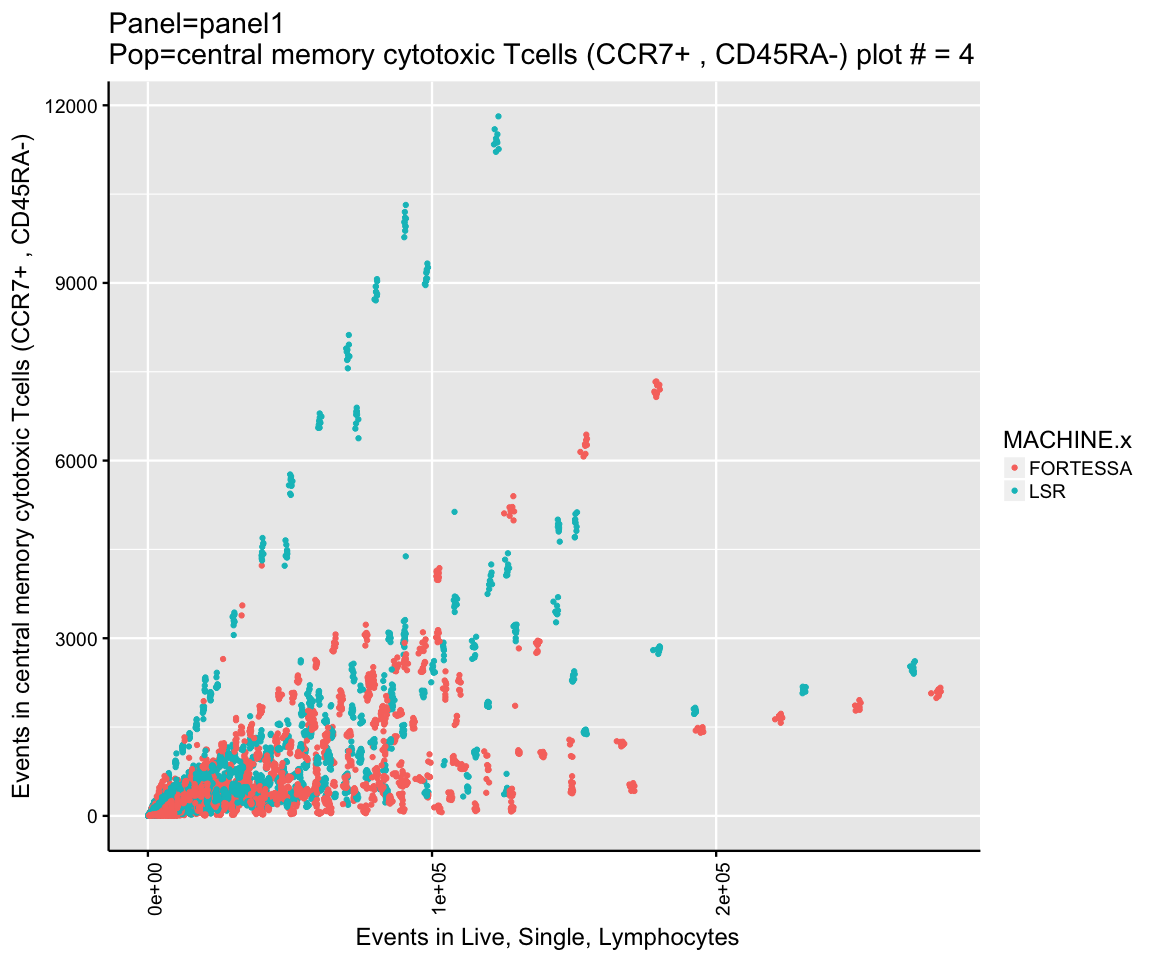 Panel=panel1
Pop=central memory cytotoxic Tcells (CCR7+ , CD45RA-) plot # = 4
Events in central memory cytotoxic Tcells (CCR7+ , CD45RA-)
12000
9000
6000
3000
0
0e+00
1e+05
2e+05
Events in Live, Single, Lymphocytes
MACHINE.x
FORTESSA
LSR